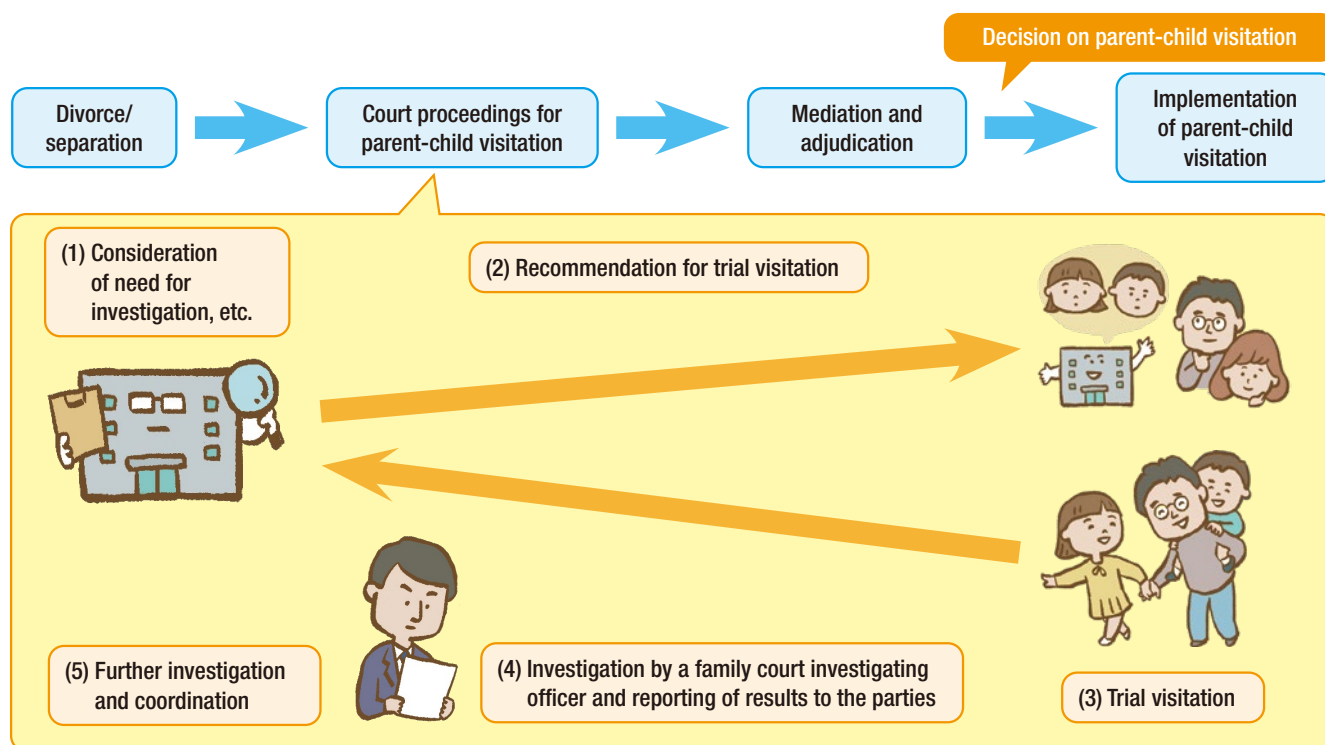 Decision on parent-child visitation
Divorce/
separation
Court proceedings for
parent-child visitation
Mediation and
adjudication
Implementation
of parent-child
visitation
(1) Consideration
of need for
investigation, etc.
(2) Recommendation for trial visitation
(5) Further investigation
and coordination
(4) Investigation by a family court investigating
officer and reporting of results to the parties
(3) Trial visitation